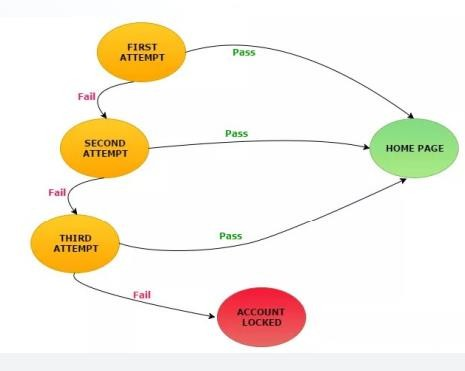 FIRST
ATTEMPT
Pass
Fail
SECOND
ATTEMPT
Pass
HOME PAGE
Fail
THIRD
ATTEMPT
Pass
Fail
ACCOUNT
LOCKED